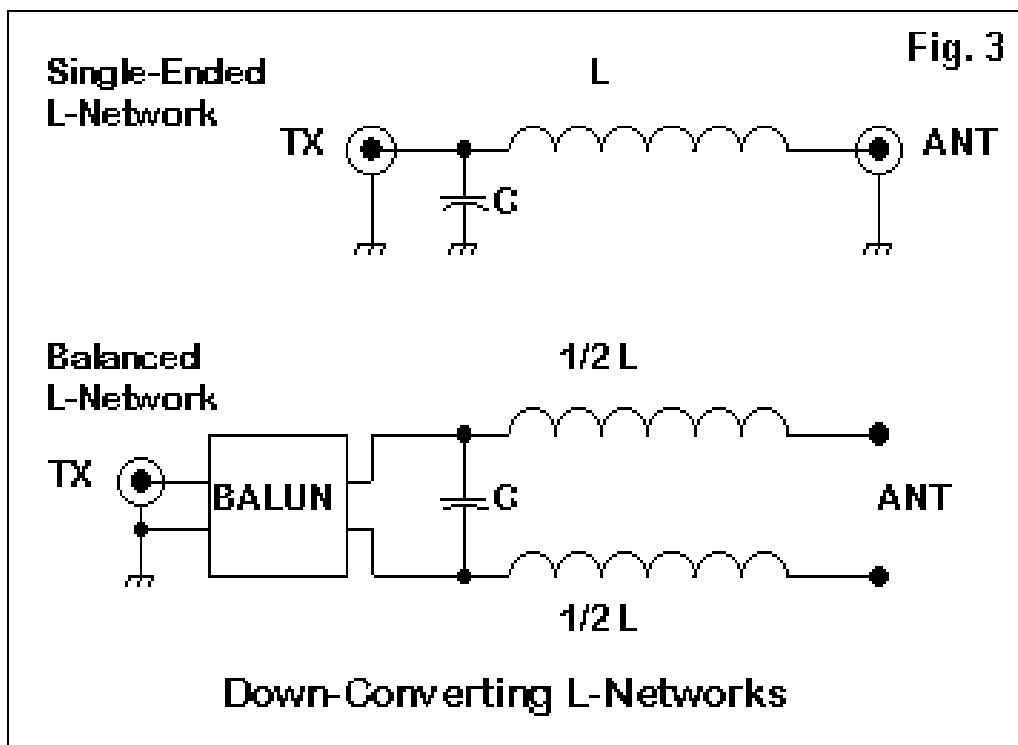 Fig. 3
Single-Ended
L-Network
L
TX
ANT
C
Balanced
L-Network
1/2 L
TX
BALUN
C
ANT
1/2 L
Down-Converting L-Networks